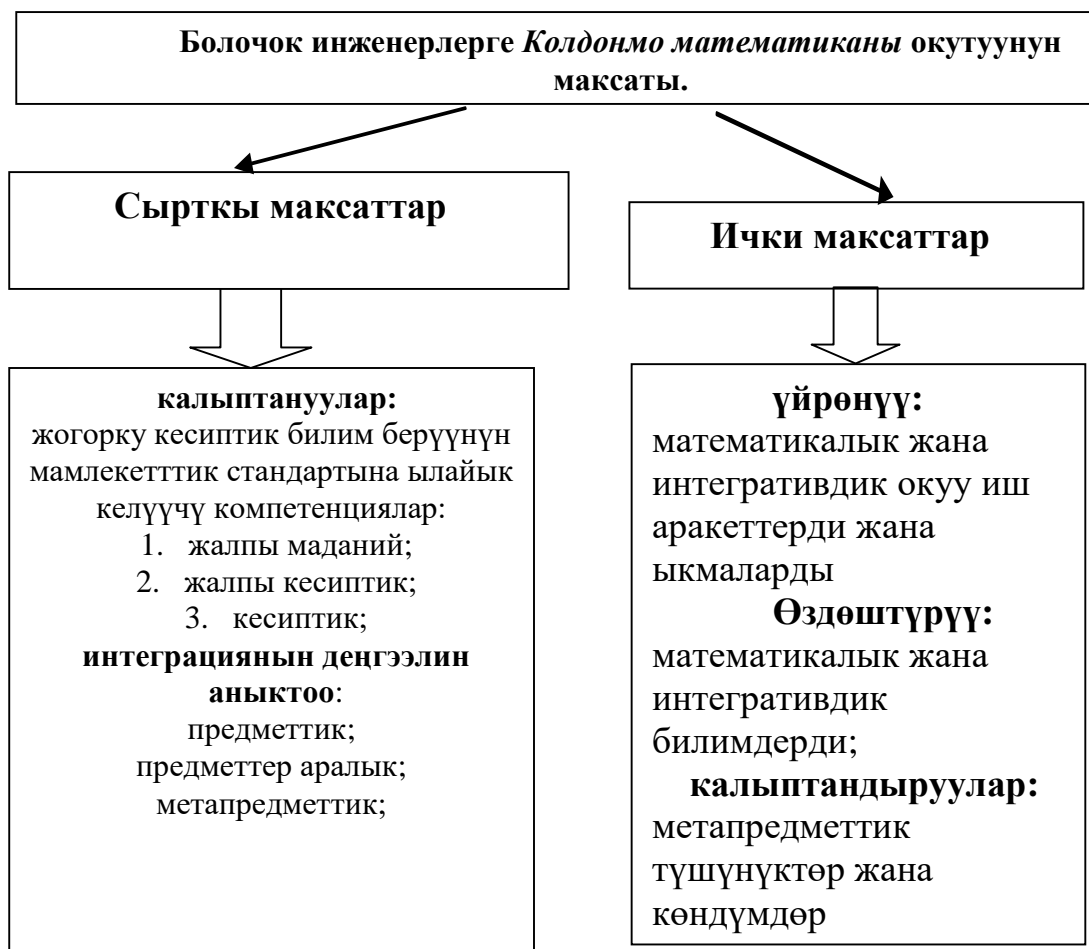 Болочок инженерлерге Колдонмо математиканы окутуунун
максаты.
Сырткы максаттар
Ички максаттар
калыптануулар:
жогорку кесиптик билим берүүнүн
мамлекетттик стандартына ылайык
келүүчү компетенциялар:
1. жалпы маданий;
2. жалпы кесиптик;
3. кесиптик;
интеграциянын деңгээлин
аныктоо:
предметтик;
предметтер аралык;
метапредметтик;
үйрөнүү:
математикалык жана
интегративдик окуу иш
аракеттерди жана
ыкмаларды
Өздөштүрүү:
математикалык жана
интегративдик
билимдерди;
калыптандыруулар:
метапредметтик
түшүнүктөр жана
көндүмдөр